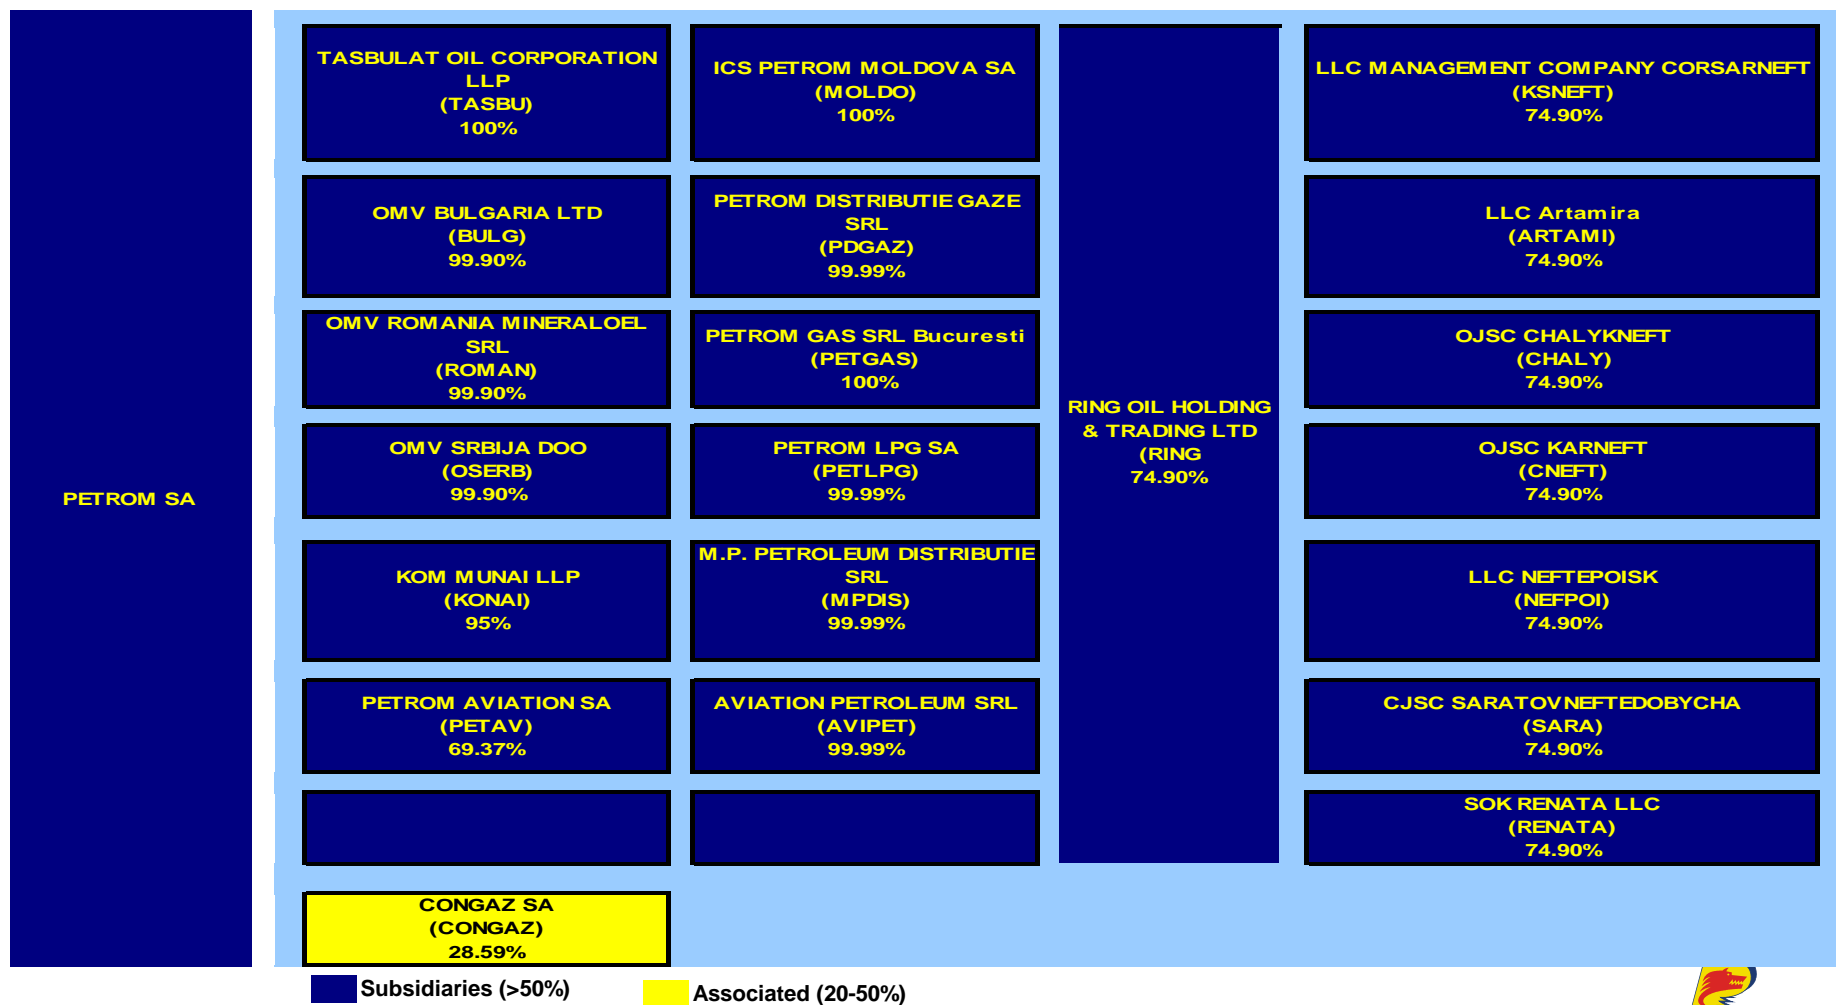 PETROM SA
TASBULAT OIL CORPORATION
LLP
(TASBU)
100%
OMV BULGARIA LTD
(BULG)
99.90%
OMV ROMANIA MINERALOEL
SRL
(ROMAN)
99.90%
OMV SRBIJA DOO
(OSERB)
99.90%
KOM MUNAI LLP
(KONAI)
95%
PETROM AVIATION SA
(PETAV)
69.37%
CONGAZ SA
(CONGAZ)
28.59%
ICS PETROM MOLDOVA SA
(MOLDO)
100%
PETROM DISTRIBUTIE GAZE
SRL
(PDGAZ)
99.99%
PETROM GAS SRL Bucuresti
(PETGAS)
100%
PETROM LPG SA
(PETLPG)
99.99%
M.P. PETROLEUM DISTRIBUTIE
SRL
(MPDIS)
99.99%
AVIATION PETROLEUM SRL
(AVIPET)
99.99%
RING OIL HOLDING
& TRADING LTD
(RING
74.90%
LLC MANAGEMENT COMPANY CORSARNEFT
(KSNEFT)
74.90%
LLC Artamira
(ARTAMI)
74.90%
OJSC CHALYKNEFT
(CHALY)
74.90%
OJSC KARNEFT
(CNEFT)
74.90%
LLC NEFTEPOISK
(NEFPOI)
74.90%
CJSC SARATOVNEFTEDOBYCHA
(SARA)
74.90%
SOK RENATA LLC
(RENATA)
74.90%
Subsidiaries (>50%)
Associated (20-50%)